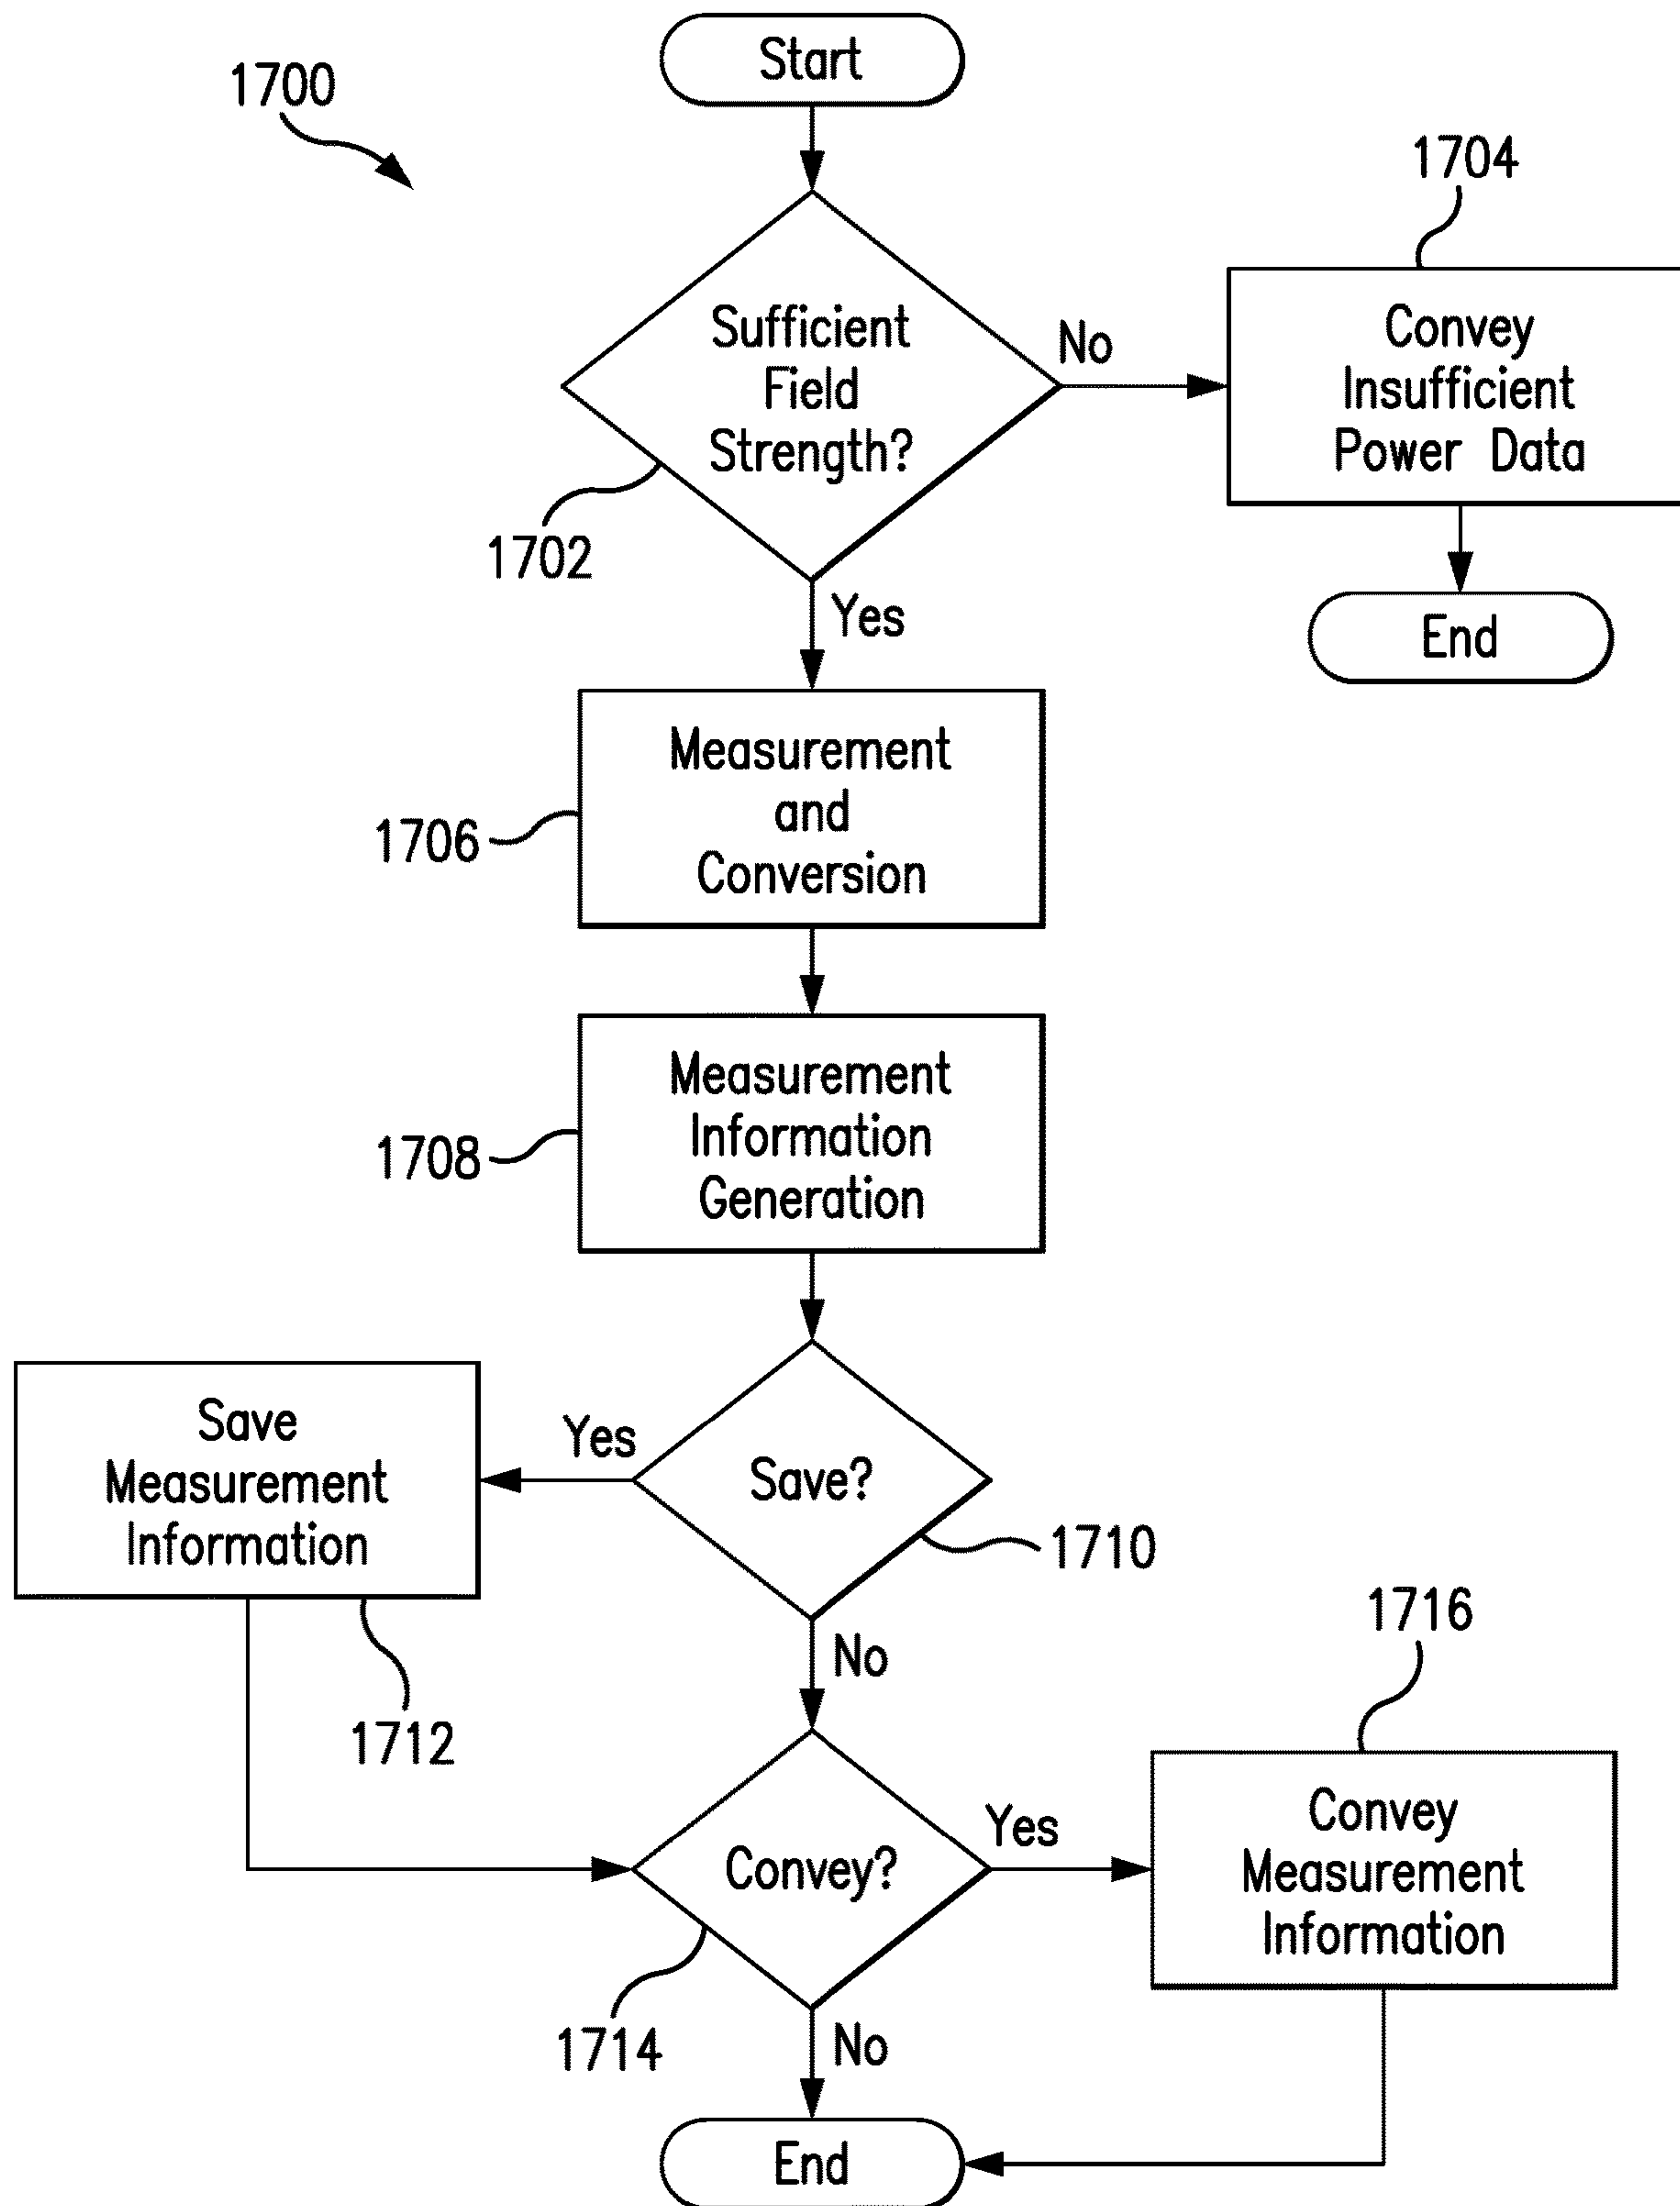 Start
1700
1704
Sufficient
Field
Strength?
No
Convey
Insufficient
Power Data
1702
Yes
End
Measurement
and
Conversion
1706
Measurement
Information
Generation
1708
Save
Measurement
Information
Yes
Save?
1710
1712
No
1716
Convey?
Yes
Convey
Measurement
Information
1714
No
End